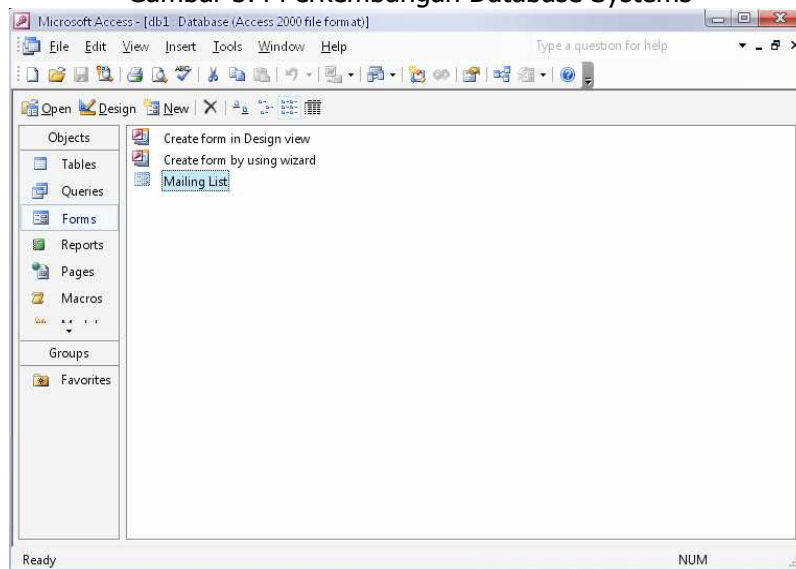 Gambar 3.4 Perkembangan Database Systems
Microsoft Access - [db1 : Database (Access 2000 file format)]
File Edit View Insert Tools Window Help Type a question for help
Open Design New
Objects
Tables
Queries
Forms
Reports
Pages
Macros
Groups
Favorites
Create form in Design view
Create form by using wizard
Mailing List
Ready NUM